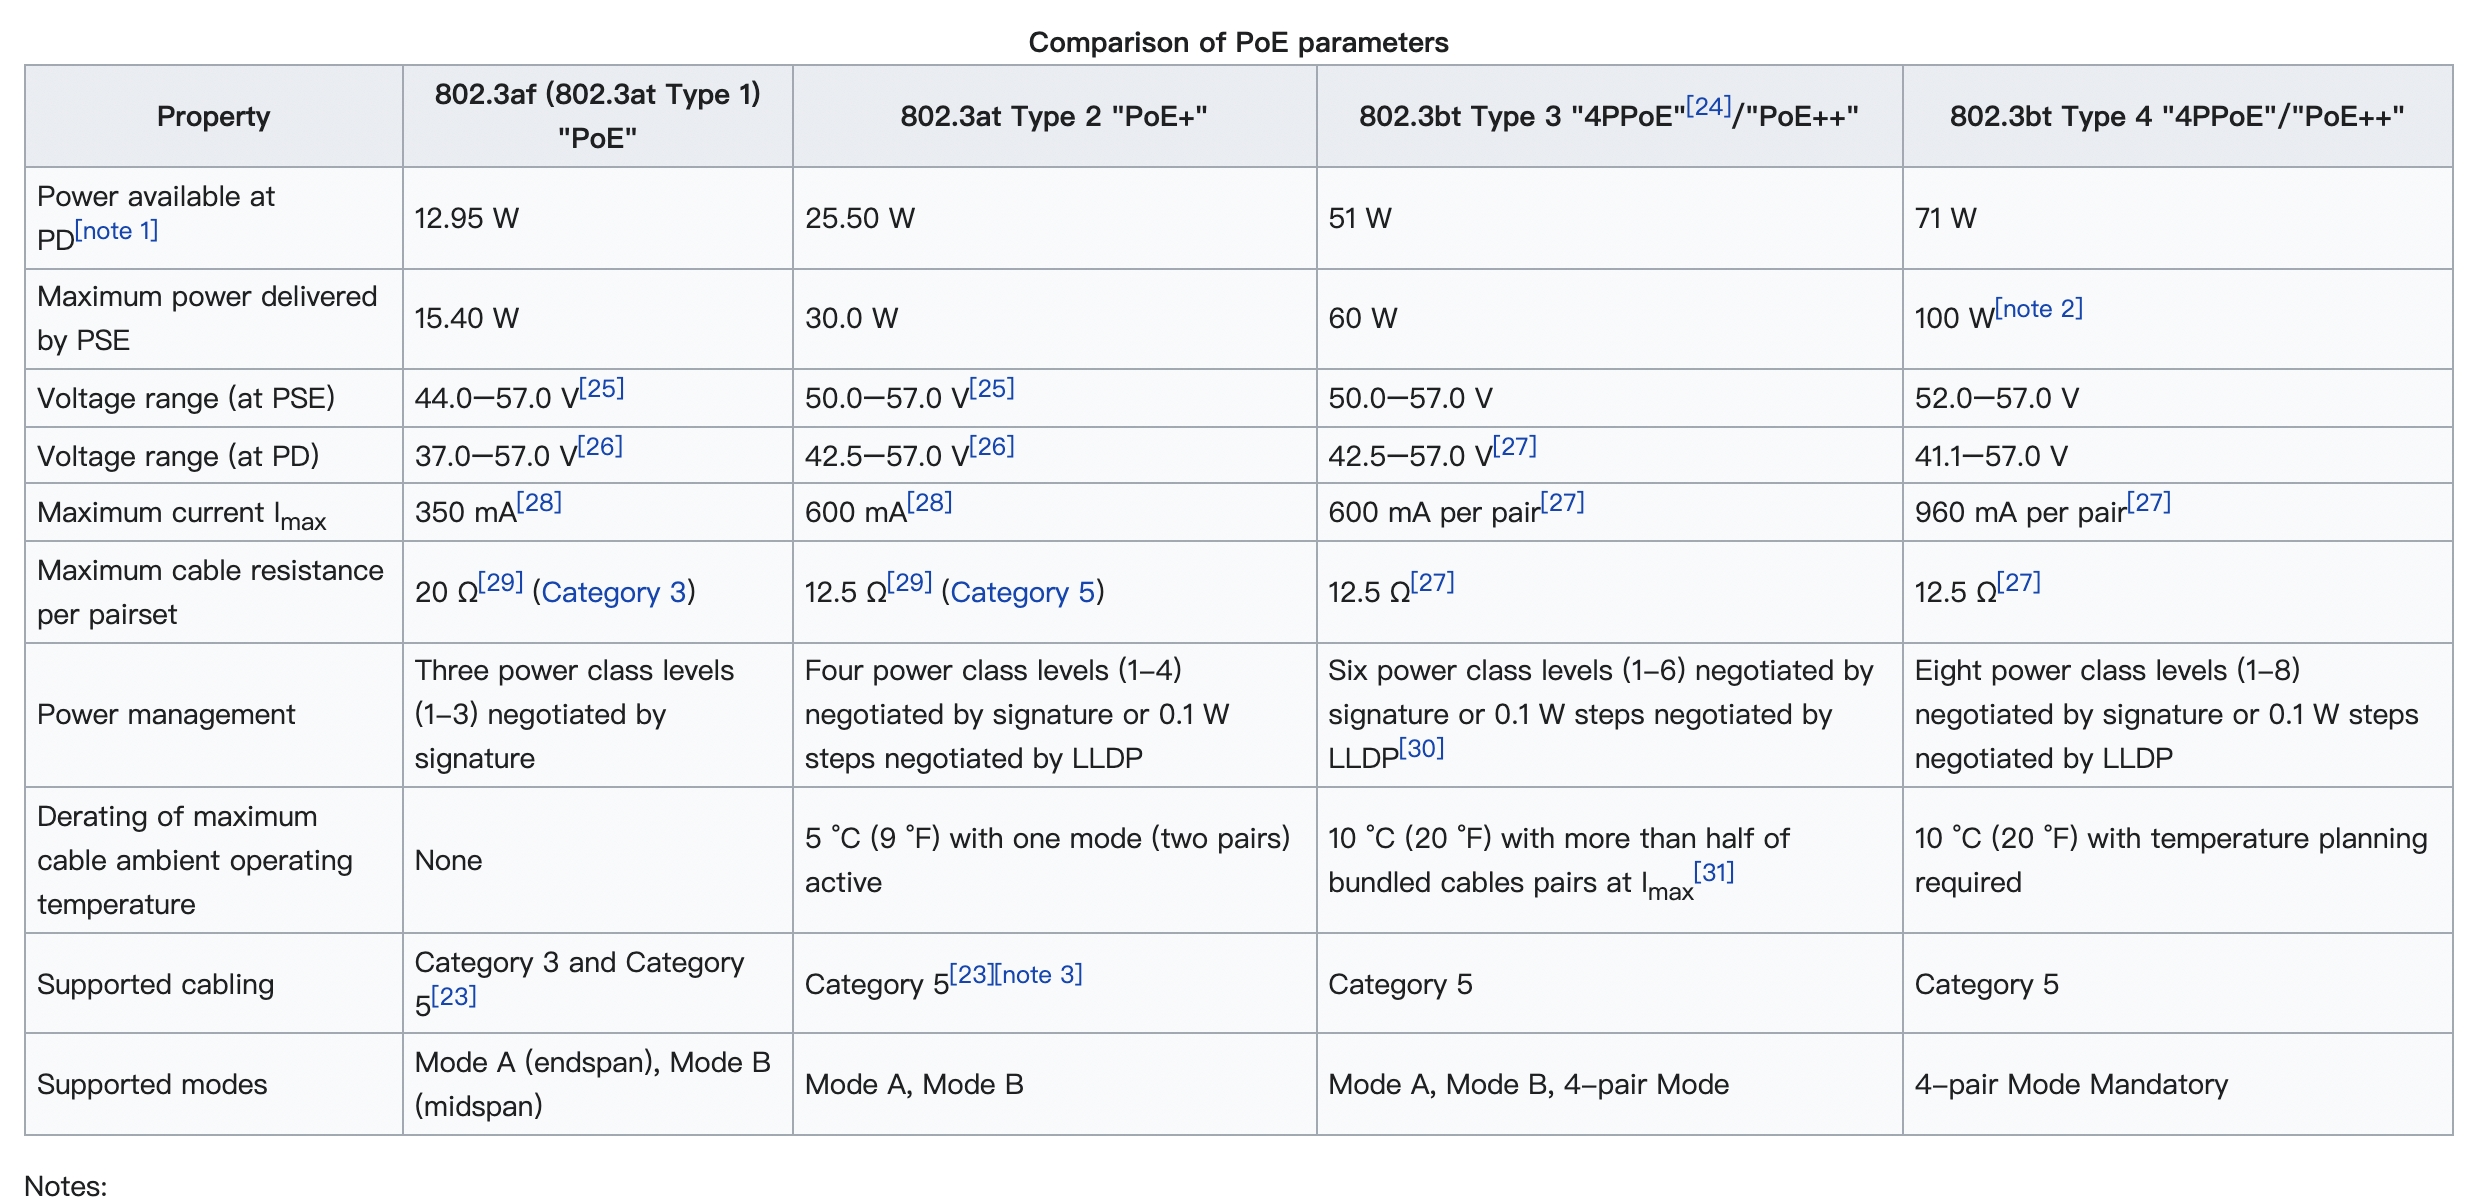 Comparison of PoE parameters
Property
802.3af (802.3at Type 1)
"PoE"
802.3at Type 2 "PoE+"
802.3bt Type 3 "4PPoE"[24]/"PoE++"
802.3bt Type 4 "4PPoE"/"PoE++"
Power available at
PD[note 1]
12.95 W
25.50 W
51 W
71 W
Maximum power delivered
by PSE
15.40 W
30.0 W
60 W
100 W[note 2]
Voltage range (at PSE)
44.0–57.0 V[25]
50.0–57.0 V[25]
50.0–57.0 V
52.0–57.0 V
Voltage range (at PD)
37.0–57.0 V[26]
42.5–57.0 V[26]
42.5–57.0 V[27]
41.1–57.0 V
Maximum current Imax
350 mA[28]
600 mA[28]
600 mA per pair[27]
960 mA per pair[27]
Maximum cable resistance
per pairset
20 Ω[29] (Category 3)
12.5 Ω[29] (Category 5)
12.5 Ω[27]
12.5 Ω[27]
Power management
Three power class levels
(1–3) negotiated by
signature
Four power class levels (1–4)
negotiated by signature or 0.1 W
steps negotiated by LLDP
Six power class levels (1–6) negotiated by
signature or 0.1 W steps negotiated by
LLDP[30]
Eight power class levels (1–8)
negotiated by signature or 0.1 W steps
negotiated by LLDP
Derating of maximum
cable ambient operating
temperature
None
5 °C (9 °F) with one mode (two pairs)
active
10 °C (20 °F) with more than half of
bundled cables pairs at Imax[31]
10 °C (20 °F) with temperature planning
required
Supported cabling
Category 3 and Category
5[23]
Category 5[23][note 3]
Category 5
Category 5
Supported modes
Mode A (endspan), Mode B
(midspan)
Mode A, Mode B
Mode A, Mode B, 4-pair Mode
4-pair Mode Mandatory
Notes: